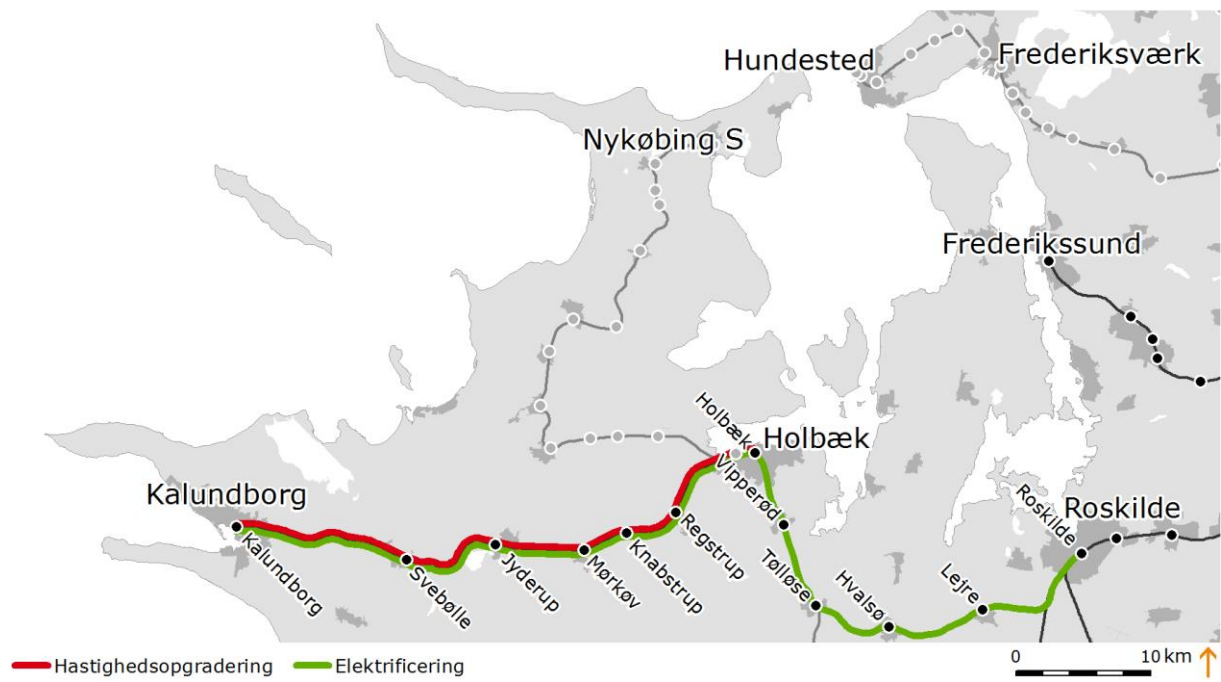 Hundested
Frederiksværk
Nykøbing S
Frederikssund
Holbæk
Holbæk
Vipperød
Kalundborg
Roskilde
Roskilde
Kalundborg
Svebølle
Jyderup
Mørkøv
Knabstrup
Regstrup
Tølløse
Hvalsø
Lejre
Hastighedsopgradering
Elektrificering
0 10 km